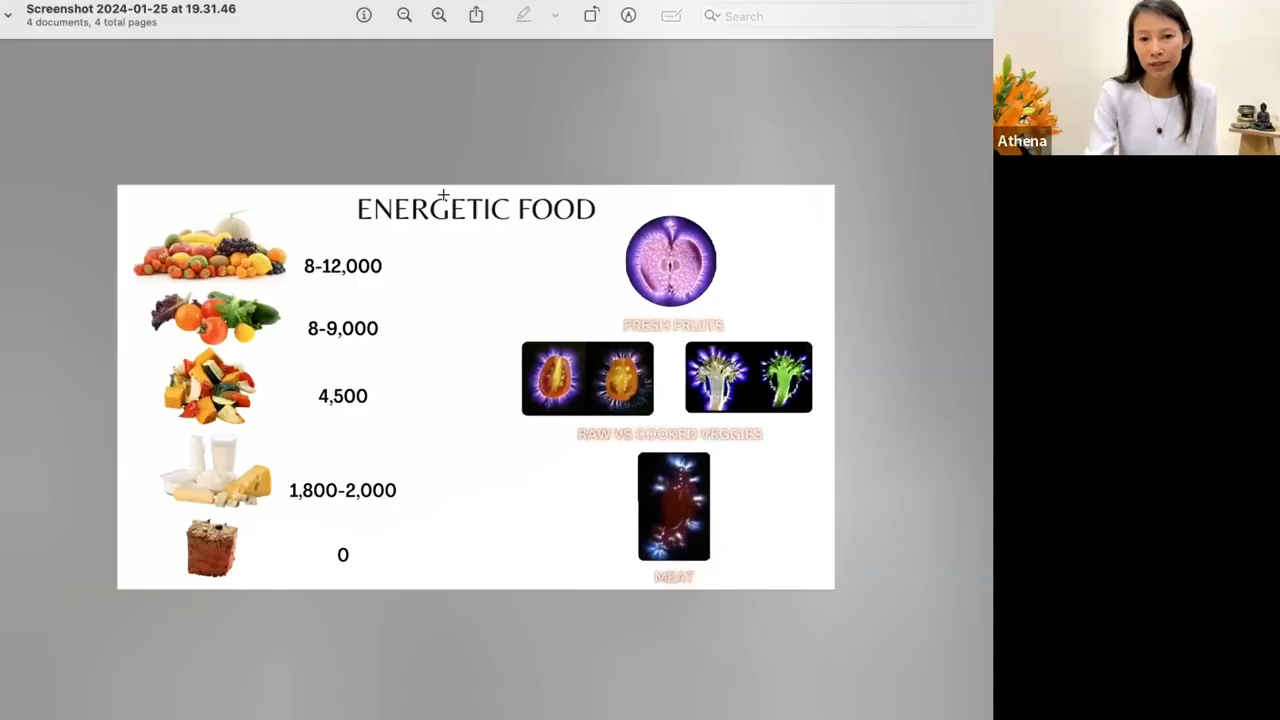 Screenshot 2024-01-25 at 19.31.46
4 documents, 4 total pages
Search
Athena
ENERGETIC FOOD
8-12,000
8-9,000
4,500
1,800-2,000
0
FRESH FRUITS
RAW VS COOKED VEGGIES
MEAT